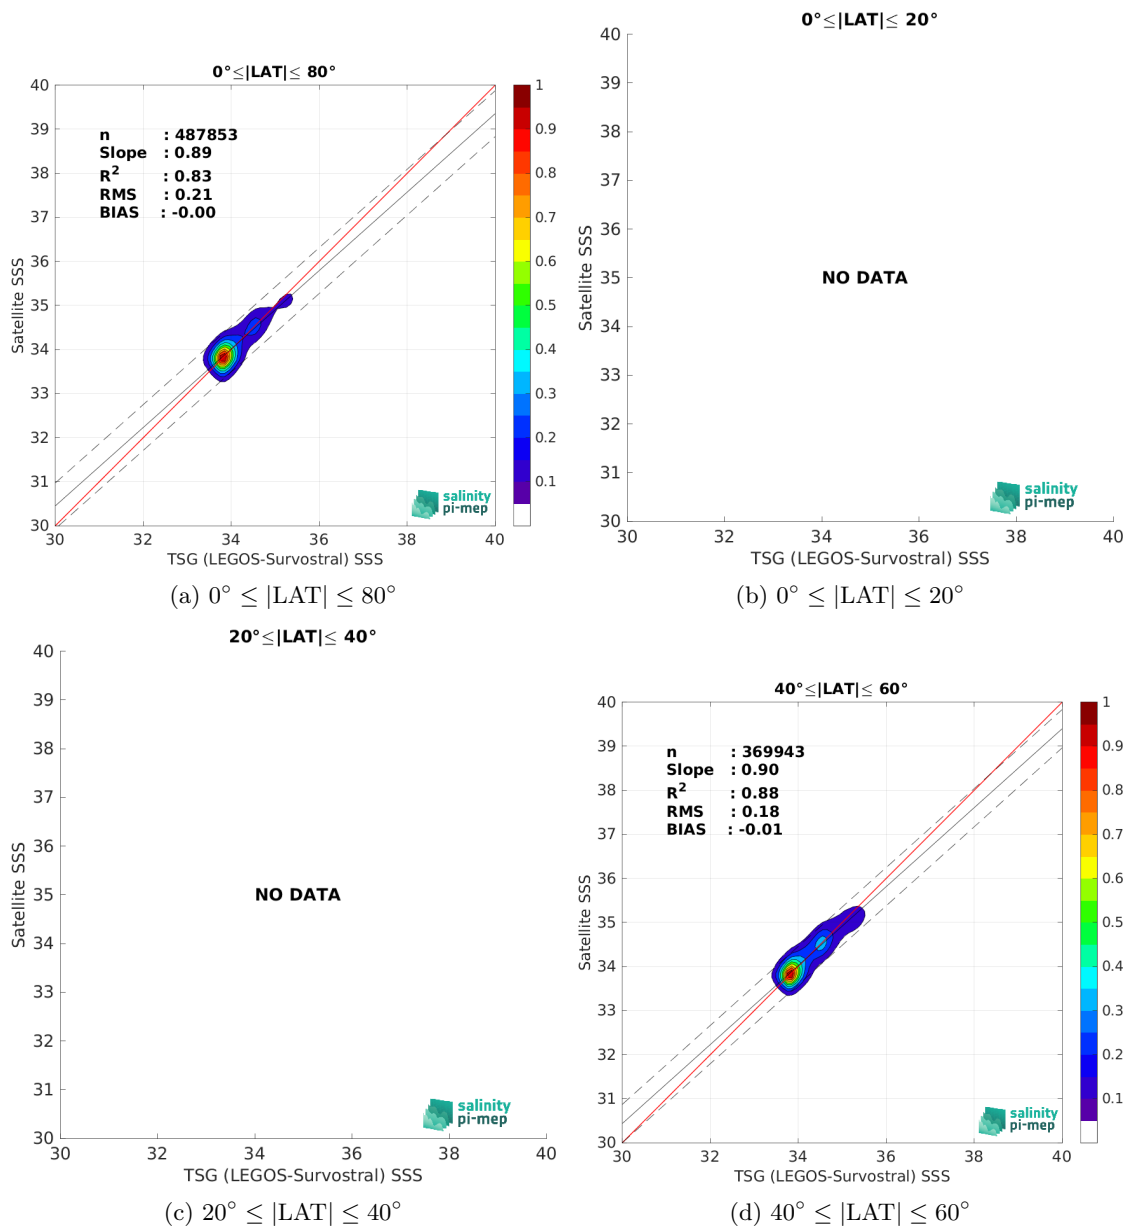 0°≤|LAT|≤ 80°
40
39
38
37
36
35
34
33
32
31
30
Satellite SSS
n : 487853
Slope : 0.89
R² : 0.83
RMS : 0.21
BIAS : -0.00
salinity
pi-mep
1
0.9
0.8
0.7
0.6
0.5
0.4
0.3
0.2
0.1
30 32 34 36 38 40
TSG (LEGOS-Survostral) SSS
(a) 0° ≤ |LAT| ≤ 80°
0°≤|LAT|≤ 20°
40
39
38
37
36
35
34
33
32
31
30
Satellite SSS
NO DATA
salinity
pi-mep
30 32 34 36 38 40
TSG (LEGOS-Survostral) SSS
(b) 0° ≤ |LAT| ≤ 20°
20°≤|LAT|≤ 40°
40
39
38
37
36
35
34
33
32
31
30
Satellite SSS
NO DATA
salinity
pi-mep
30 32 34 36 38 40
TSG (LEGOS-Survostral) SSS
(c) 20° ≤ |LAT| ≤ 40°
40°≤|LAT|≤ 60°
40
39
38
37
36
35
34
33
32
31
30
Satellite SSS
n : 369943
Slope : 0.90
R² : 0.88
RMS : 0.18
BIAS : -0.01
salinity
pi-mep
1
0.9
0.8
0.7
0.6
0.5
0.4
0.3
0.2
0.1
30 32 34 36 38 40
TSG (LEGOS-Survostral) SSS
(d) 40° ≤ |LAT| ≤ 60°